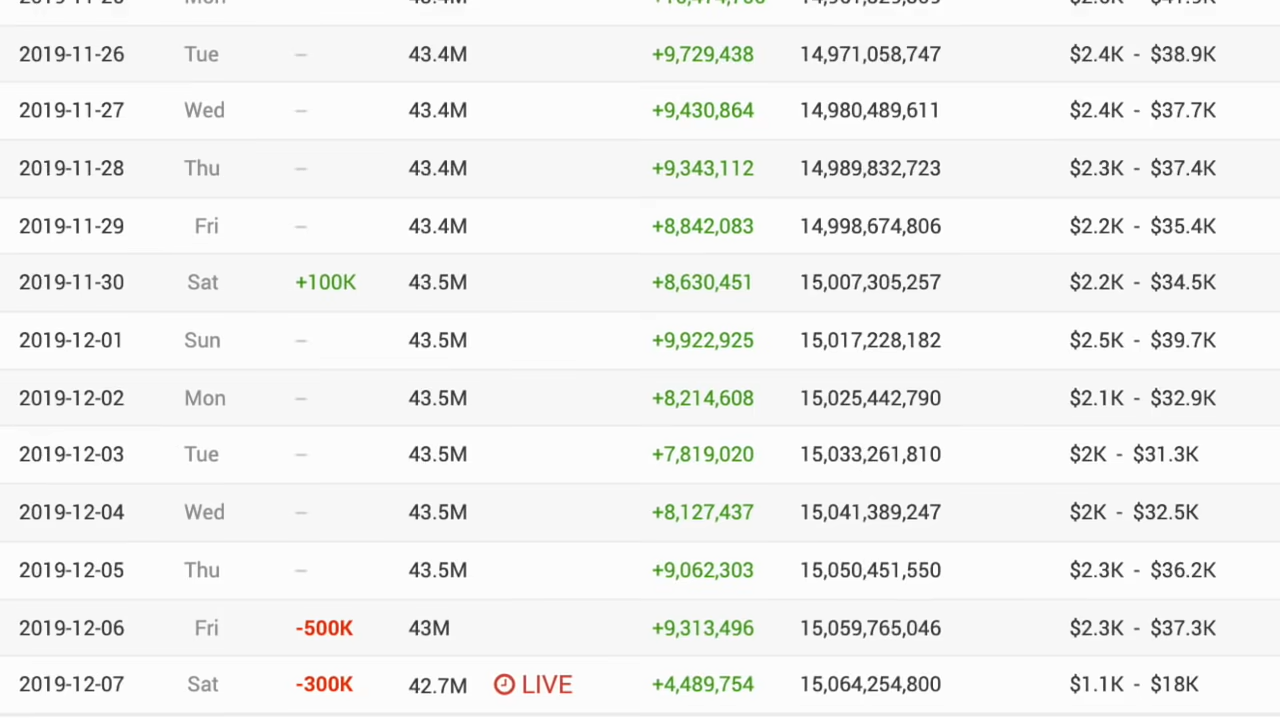 2019-11-26 Tue – 43.4M +9,729,438 14,971,058,747 $2.4K - $38.9K
2019-11-27 Wed – 43.4M +9,430,864 14,980,489,611 $2.4K - $37.7K
2019-11-28 Thu – 43.4M +9,343,112 14,989,832,723 $2.3K - $37.4K
2019-11-29 Fri – 43.4M +8,842,083 14,998,674,806 $2.2K - $35.4K
2019-11-30 Sat +100K 43.5M +8,630,451 15,007,305,257 $2.2K - $34.5K
2019-12-01 Sun – 43.5M +9,922,925 15,017,228,182 $2.5K - $39.7K
2019-12-02 Mon – 43.5M +8,214,608 15,025,442,790 $2.1K - $32.9K
2019-12-03 Tue – 43.5M +7,819,020 15,033,261,810 $2K - $31.3K
2019-12-04 Wed – 43.5M +8,127,437 15,041,389,247 $2K - $32.5K
2019-12-05 Thu – 43.5M +9,062,303 15,050,451,550 $2.3K - $36.2K
2019-12-06 Fri -500K 43M +9,313,496 15,059,765,046 $2.3K - $37.3K
2019-12-07 Sat -300K 42.7M LIVE +4,489,754 15,064,254,800 $1.1K - $18K